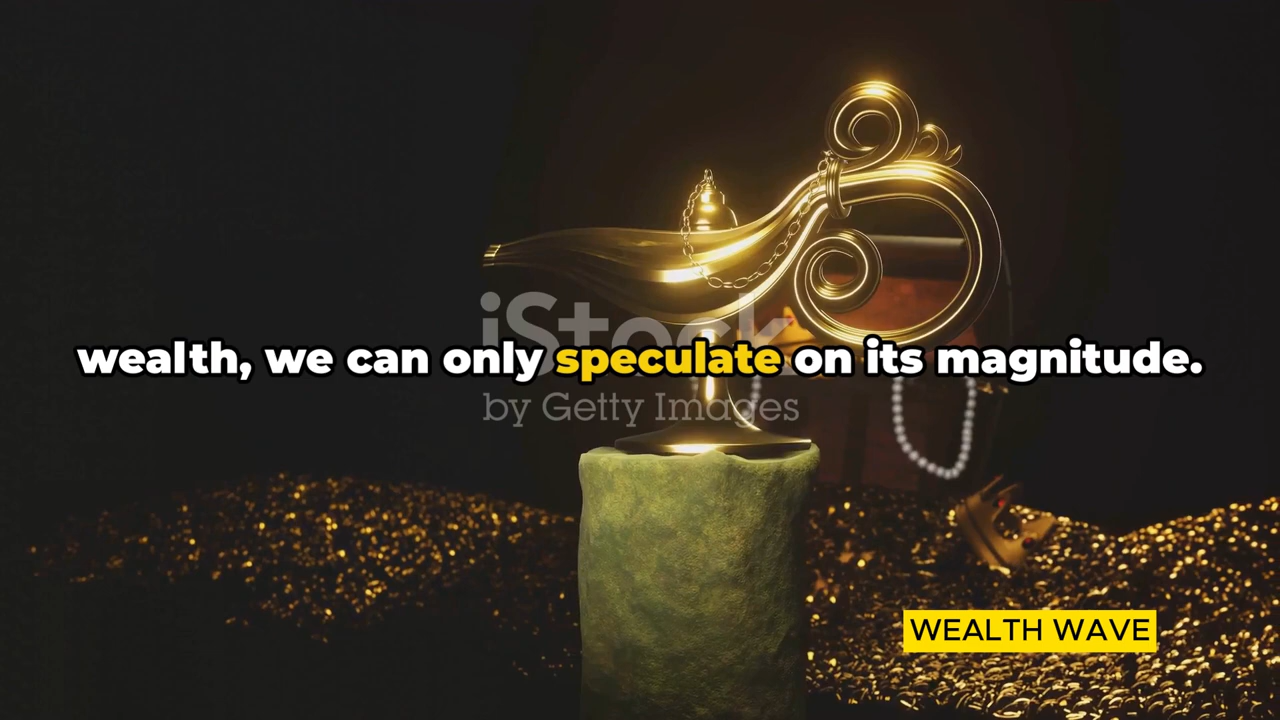 iStock
wealth, we can only speculate on its magnitude.
by Getty Images
WEALTH WAVE